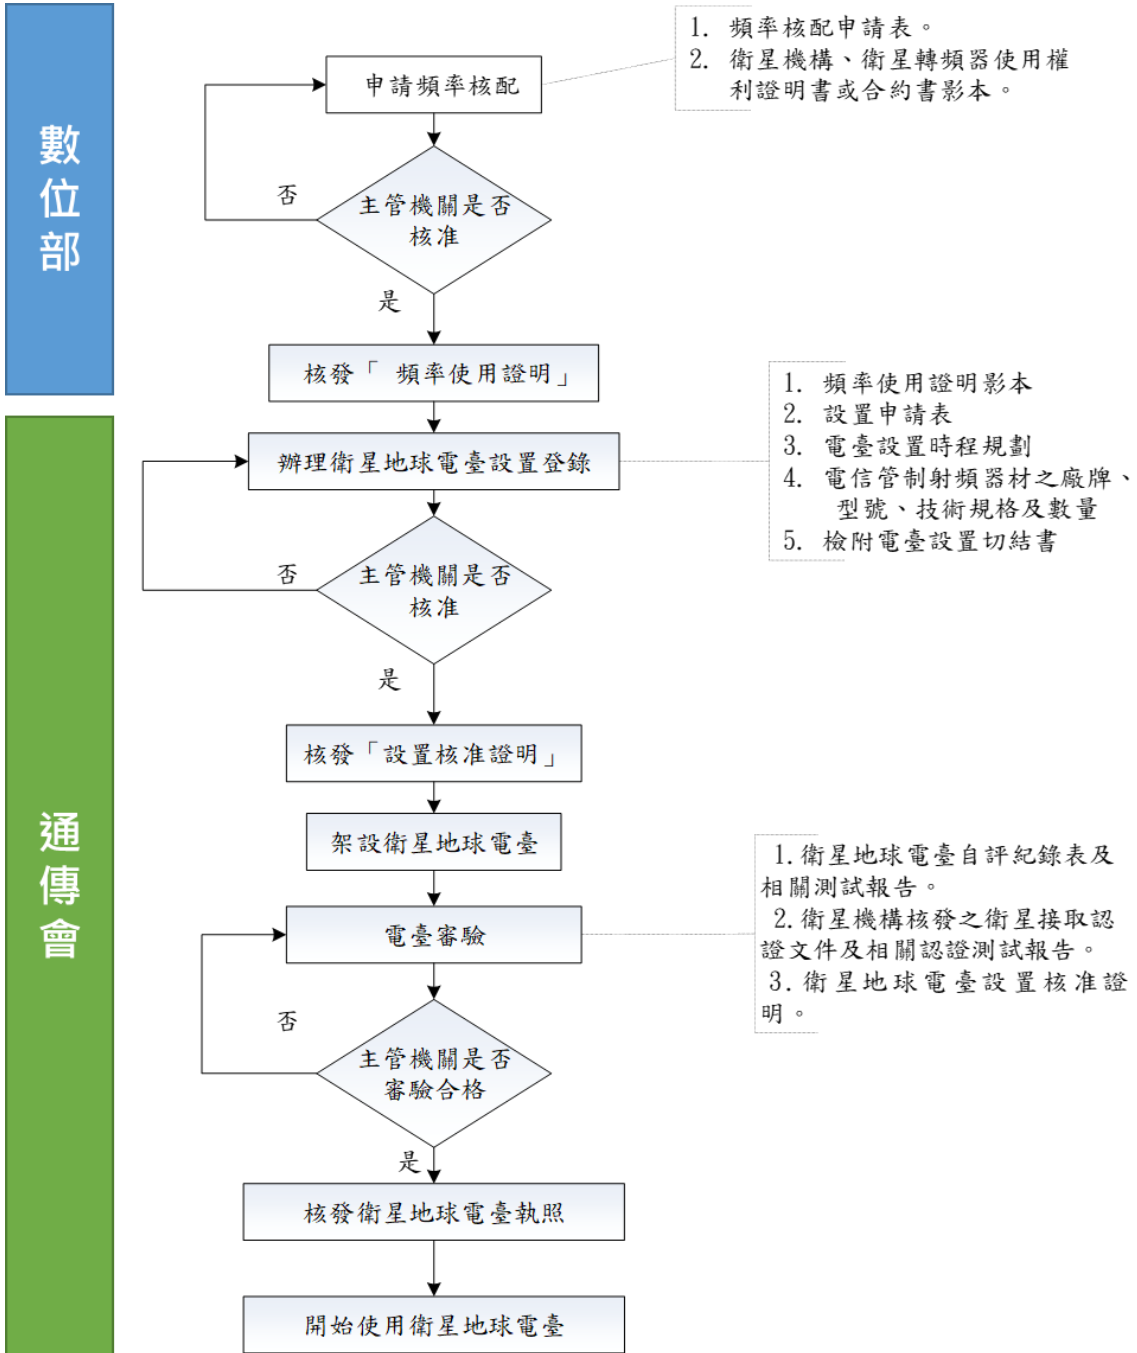 數位部
申請頻率核配
1. 頻率核配申請表。
2. 衛星機構、衛星轉頻器使用權
利證明書或合約書影本。
主管機關是否
核准
否
是
核發「 頻率使用證明」
通傳會
辦理衛星地球電臺設置登錄
1. 頻率使用證明影本
2. 設置申請表
3. 電臺設置時程規劃
4. 電信管制射頻器材之廠牌、
型號、技術規格及數量
5. 檢附電臺設置切結書
主管機關是否
核准
否
是
核發「設置核准證明」
架設衛星地球電臺
電臺審驗
1.衛星地球電臺自評紀錄表及
相關測試報告。
2.衛星機構核發之衛星接取認
證文件及相關認證測試報告。
3.衛星地球電臺設置核准證
明。
否
主管機關是否
審驗合格
是
核發衛星地球電臺執照
開始使用衛星地球電臺